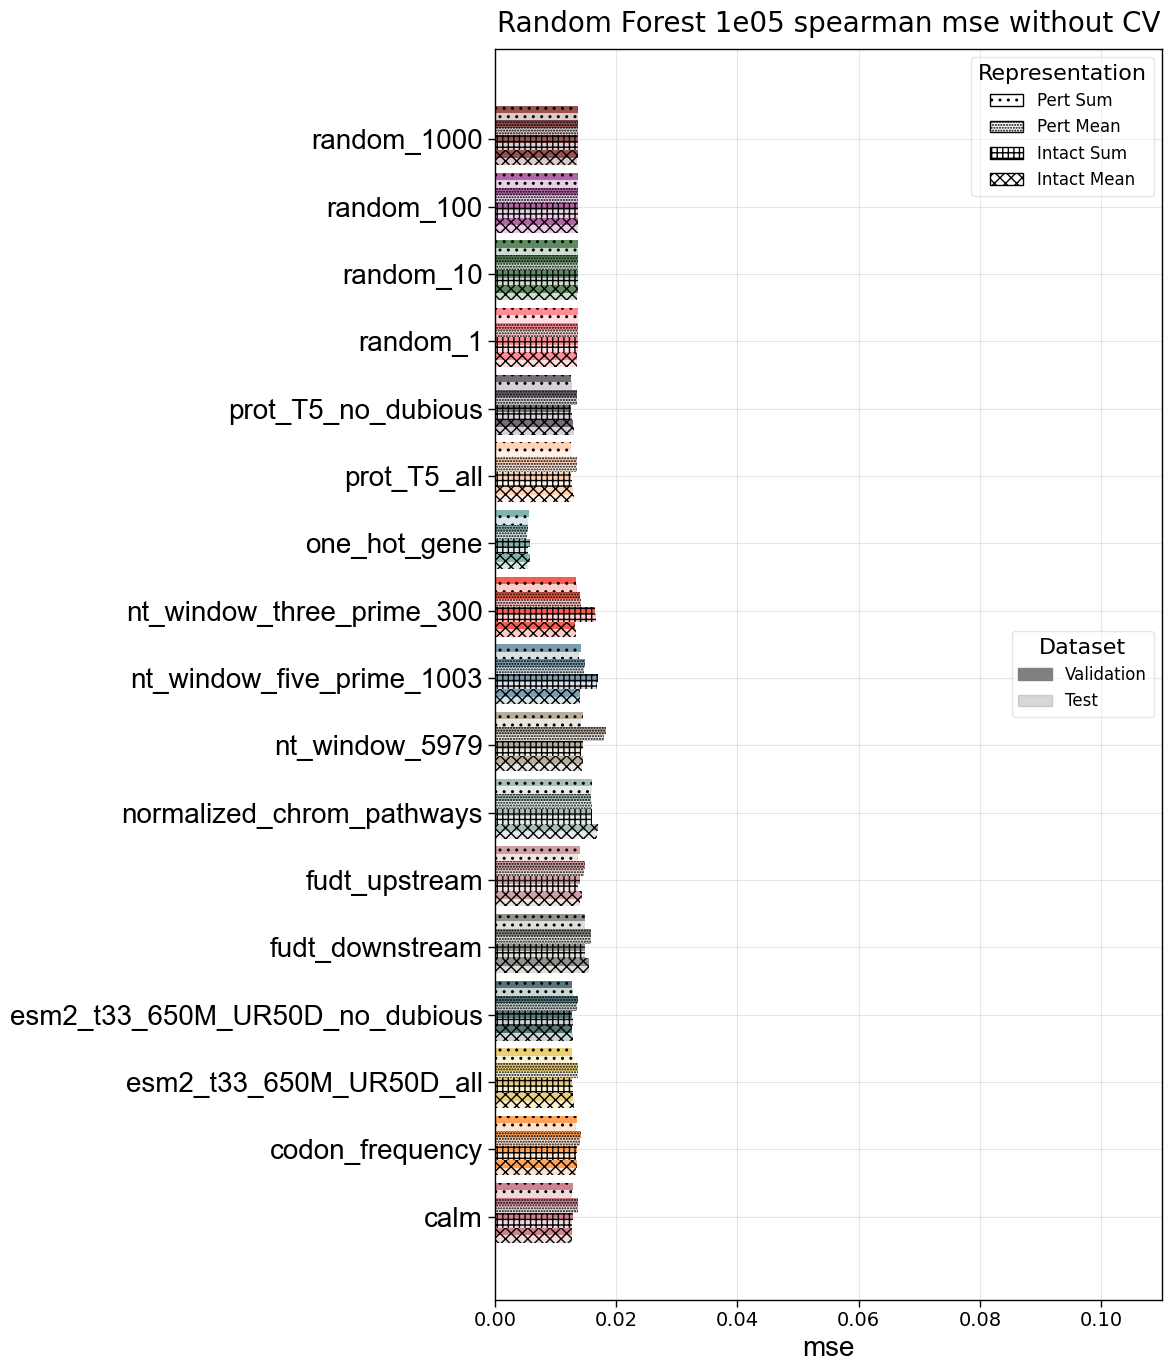 Random Forest 1e05 spearman mse without CV
Representation
Pert Sum
Pert Mean
Intact Sum
Intact Mean
random_1000
random_100
random_10
random_1
prot_T5_no_dubious
prot_T5_all
one_hot_gene
nt_window_three_prime_300
nt_window_five_prime_1003
nt_window_5979
normalized_chrom_pathways
fudt_upstream
fudt_downstream
esm2_t33_650M_UR50D_no_dubious
esm2_t33_650M_UR50D_all
codon_frequency
calm
Dataset
Validation
Test
0.00 0.02 0.04 0.06 0.08 0.10
mse